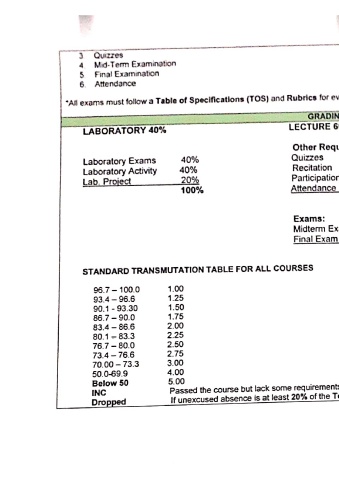 3. Quizzes
4. Mid-Term Examination
5. Final Examination
6. Attendance
*All exams must follow a Table of Specifications (TOS) and Rubrics for
GRADIN
LABORATORY 40%
LECTURE 6
Other Requ
Laboratory Exams 40%
Quizzes
Laboratory Activity 40%
Recitation
Lab. Project 20%
Participation
100%
Attendance
Exams:
Midterm Ex
Final Exam
STANDARD TRANSMUTATION TABLE FOR ALL COURSES
96.7 – 100.0 1.00
93.4 – 96.6 1.25
90.1 - 93.30 1.50
86.7 – 90.0 1.75
83.4 – 86.6 2.00
80.1 – 83.3 2.25
76.7 – 80.0 2.50
73.4 – 76.6 2.75
70.00 – 73.3 3.00
50.0-69.9 4.00
Below 50 5.00
INC Passed the course but lack some requirements
Dropped If unexcused absence is at least 20% of the